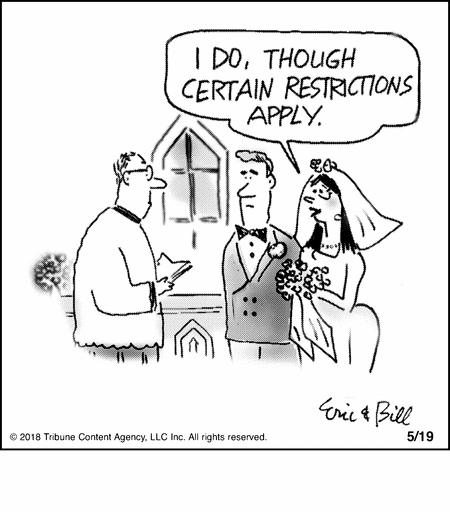 I DO, THOUGH
CERTAIN RESTRICTIONS
APPLY.
Eric & Bill
© 2018 Tribune Content Agency, LLC Inc. All rights reserved.
5/19